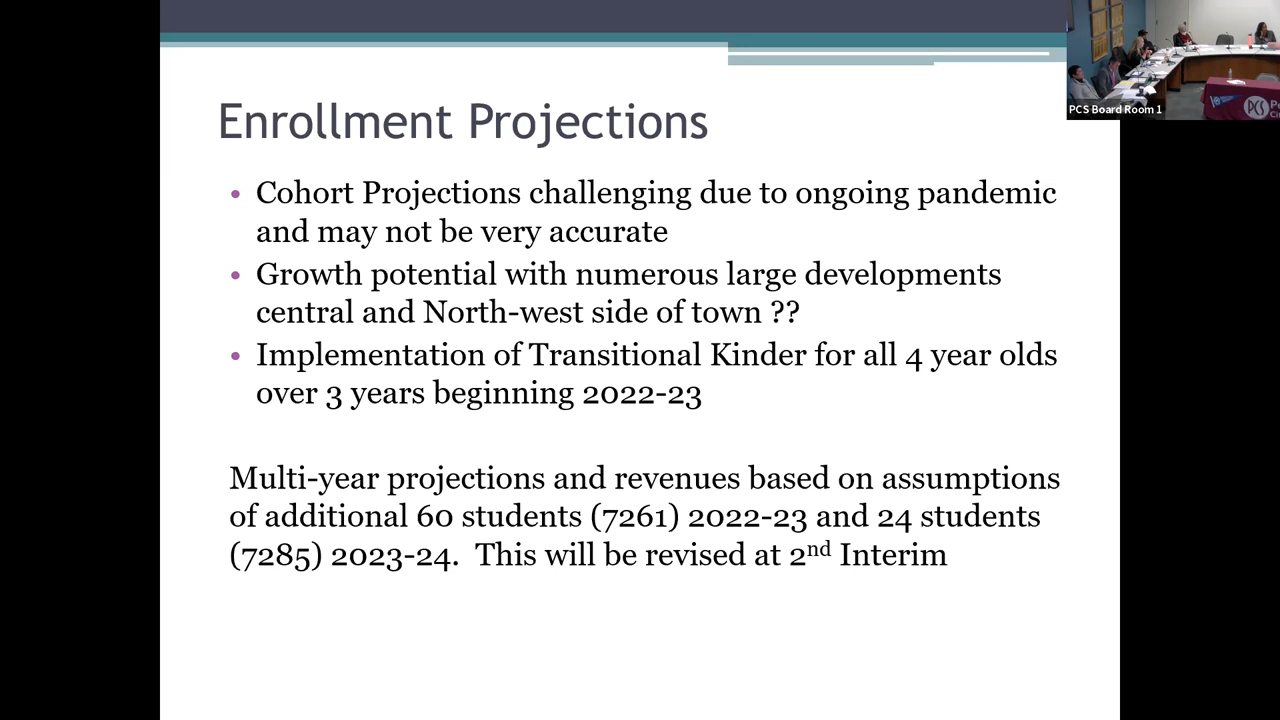 Enrollment Projections
• Cohort Projections challenging due to ongoing pandemic
and may not be very accurate
• Growth potential with numerous large developments
central and North-west side of town ??
• Implementation of Transitional Kinder for all 4 year olds
over 3 years beginning 2022-23
Multi-year projections and revenues based on assumptions
of additional 60 students (7261) 2022-23 and 24 students
(7285) 2023-24.  This will be revised at 2nd Interim
PCS Board Room 1
PCS